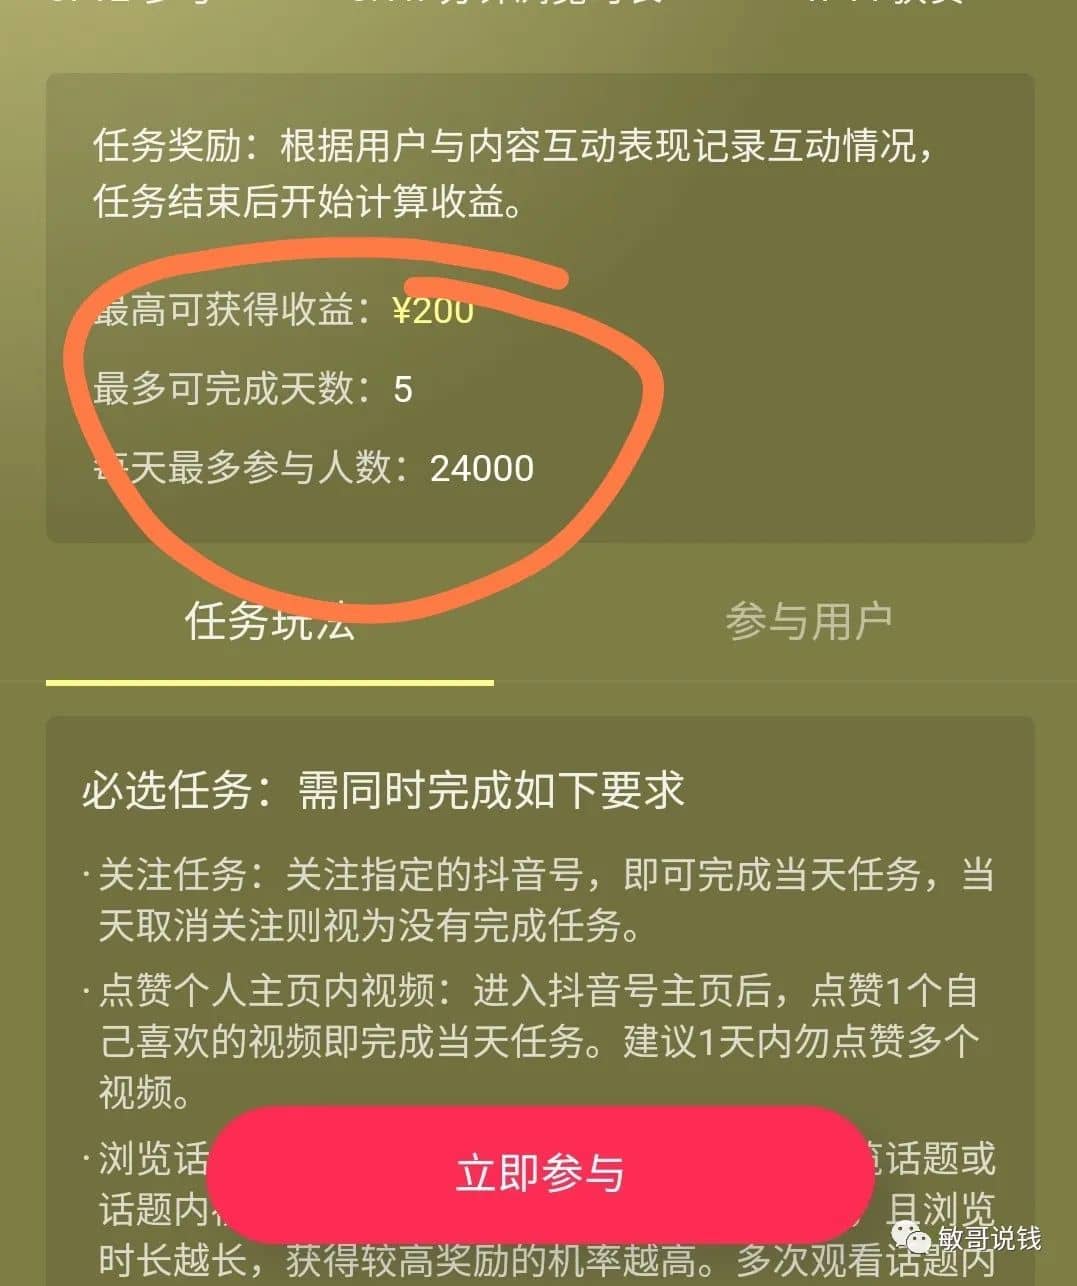 任务奖励：根据用户与内容互动表现记录互动情况，
任务结束后开始计算收益。
最高可获得收益：¥200
最多可完成天数：5
每天最多参与人数：24000
任务玩法
参与用户
必选任务：需同时完成如下要求
·关注任务：关注指定的抖音号，即可完成当天任务，当
天取消关注则视为没有完成任务。
·点赞个人主页内视频：进入抖音号主页后，点赞1个自
己喜欢的视频即完成当天任务。建议1天内勿点赞多个
视频。
·浏览话 览话题或
立即参与
话题内 ，且浏览
时长越长，获得较高奖励的机率越高。多次观看话题内
敏哥说钱